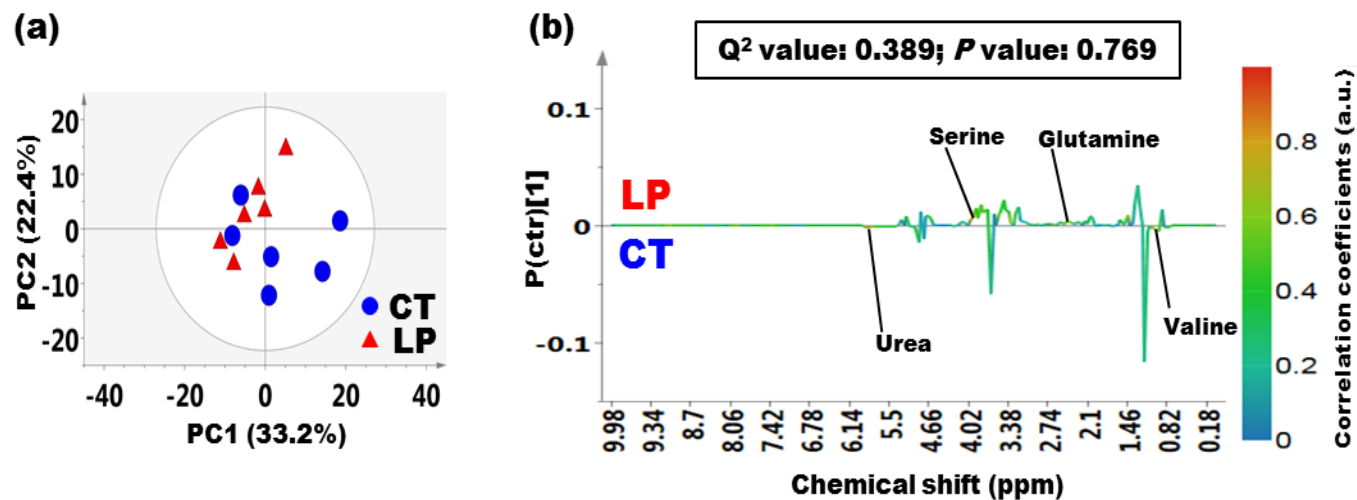 (a)
20
10
0
-10
-20
PC2 (22.4%)
CT
LP
-40
-20
0
20
40
PC1 (33.2%)
(b)
Q² value: 0.389; P value: 0.769
0.1
0
-0.1
P(ctr)[1]
LP
CT
Serine
Glutamine
Urea
Valine
9.98
9.34
8.7
8.06
7.42
6.78
6.14
5.5
4.66
4.02
3.38
2.74
2.1
1.46
0.82
0.18
Chemical shift (ppm)
0.8
0.6
0.4
0.2
0
Correlation coefficients (a.u.)